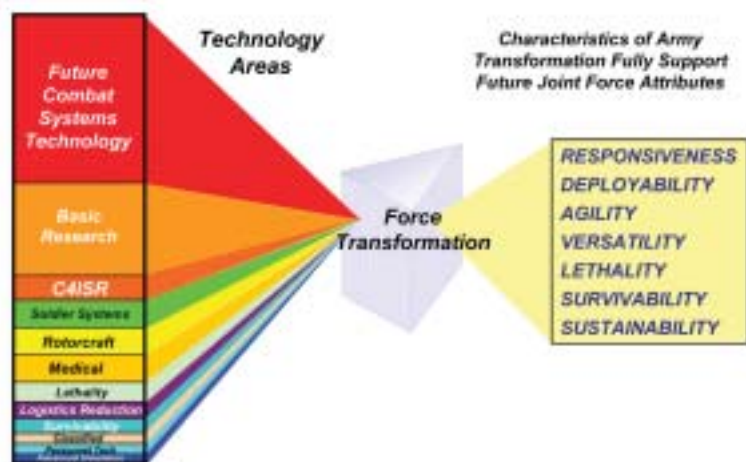 Future
Combat
Systems
Technology
Basic
Research
C4ISR
Soldier Systems
Rotorcraft
Medical
Lethality
Logistics Reduction
Survivability
Classified
Technology
Areas
Force
Transformation
Characteristics of Army
Transformation Fully Support
Future Joint Force Attributes
RESPONSIVENESS
DEPLOYABILITY
AGILITY
VERSATILITY
LETHALITY
SURVIVABILITY
SUSTAINABILITY